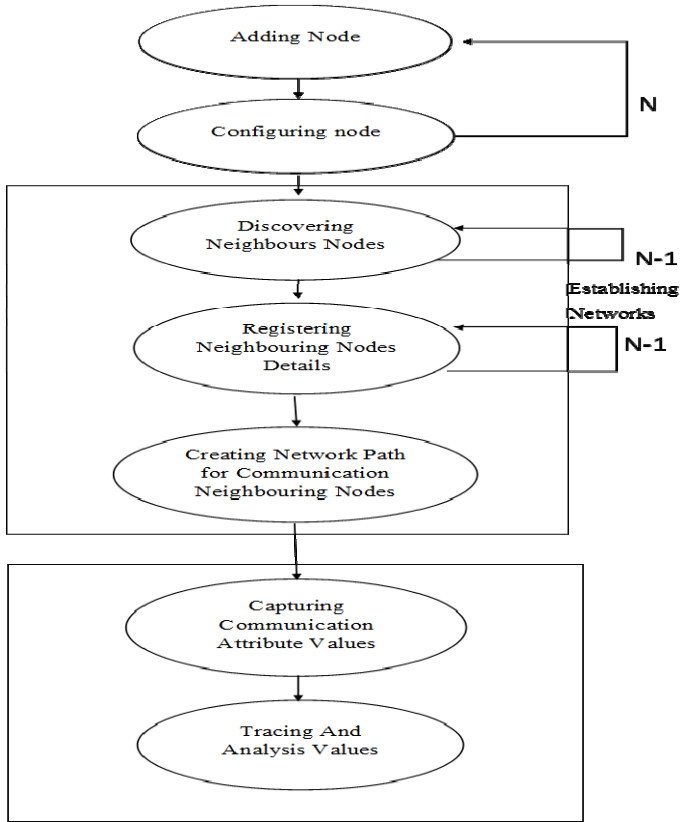 Adding Node
N
Configuring node
Discovering
Neighbours Nodes
N-1
Establishing
Networks
Registering
Neighbouring Nodes
Details
N-1
Creating Network Path
for Communication
Neighbouring Nodes
Capturing
Communication
Attribute Values
Tracing And
Analysis Values